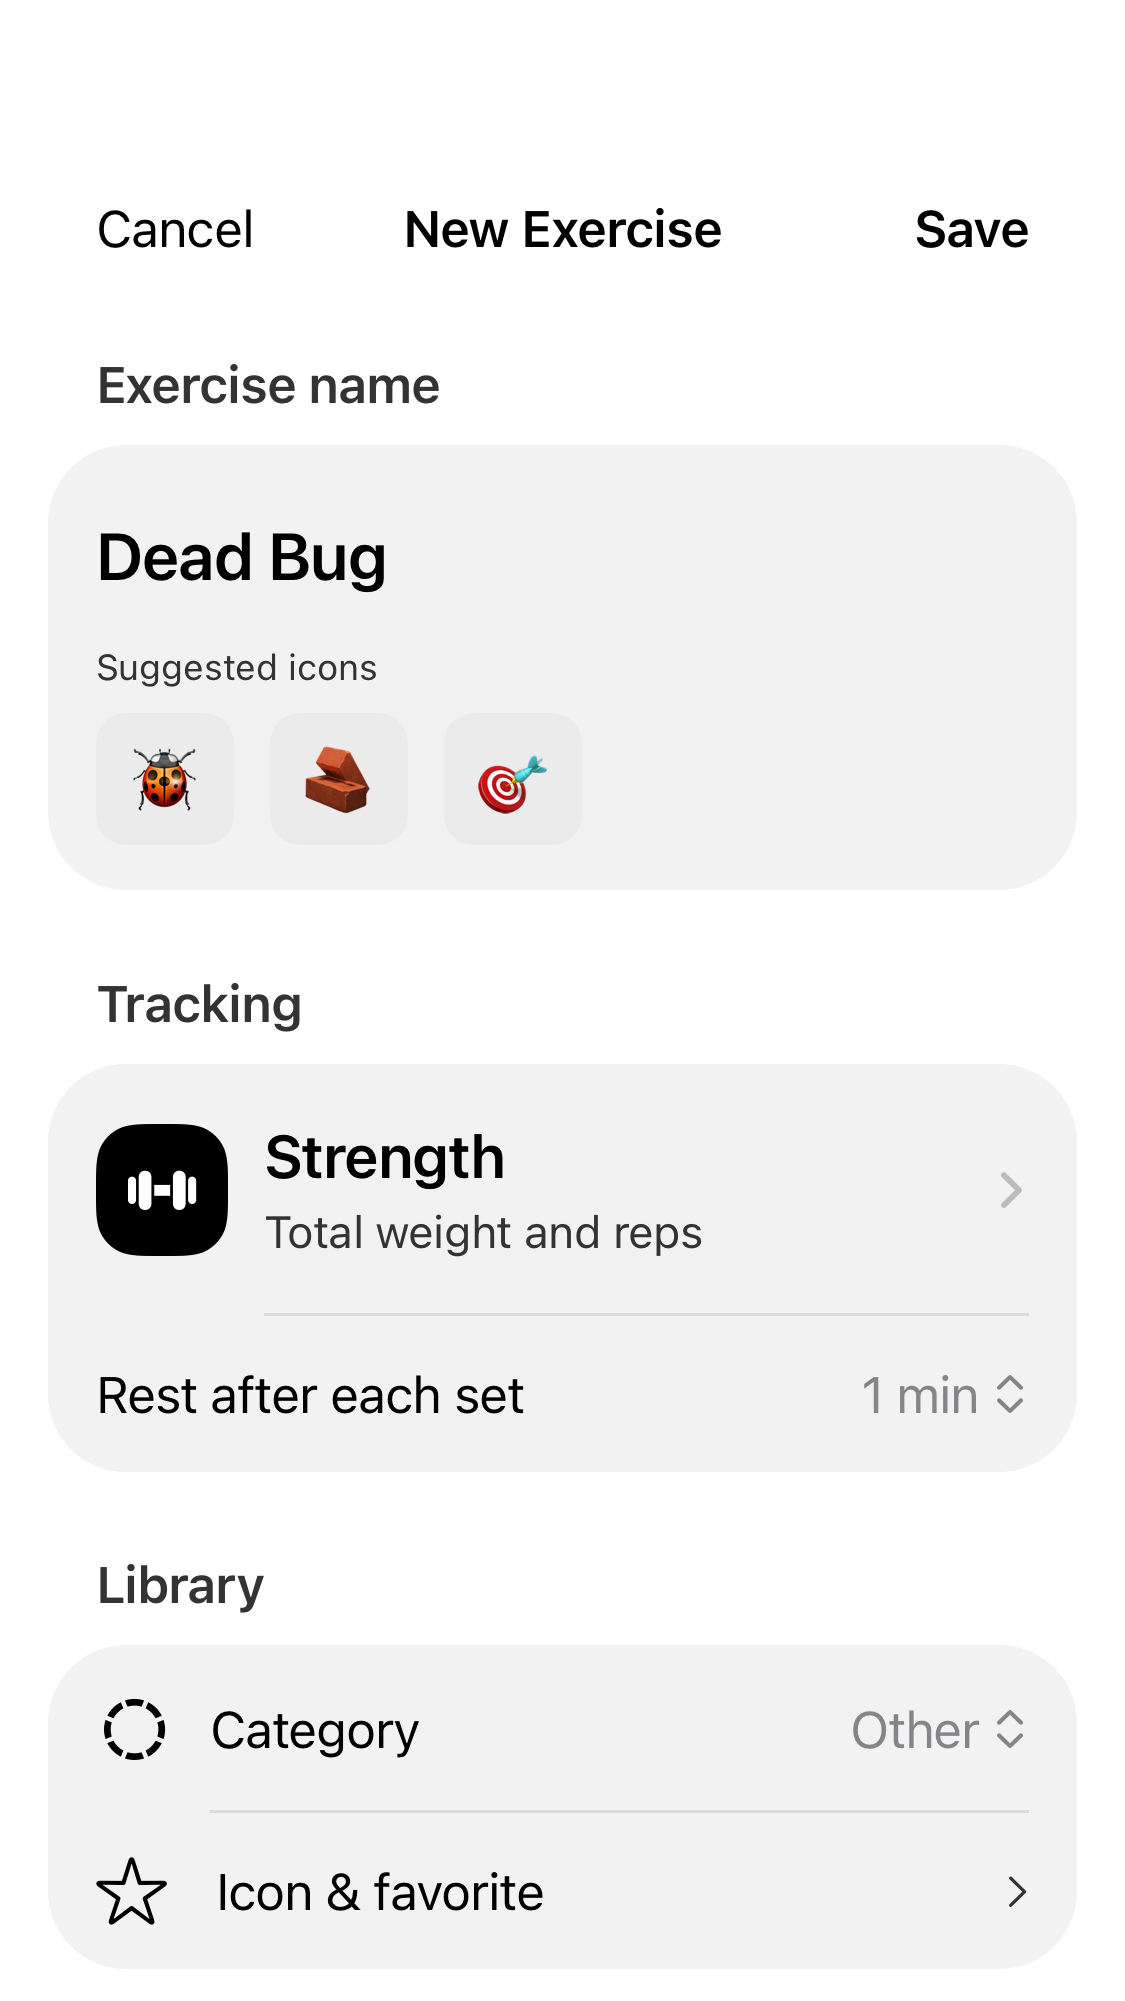 Cancel
New Exercise
Save
Exercise name
Dead Bug
Suggested icons
Tracking
Strength
Total weight and reps
Rest after each set
1 min
Library
Category
Other
Icon & favorite